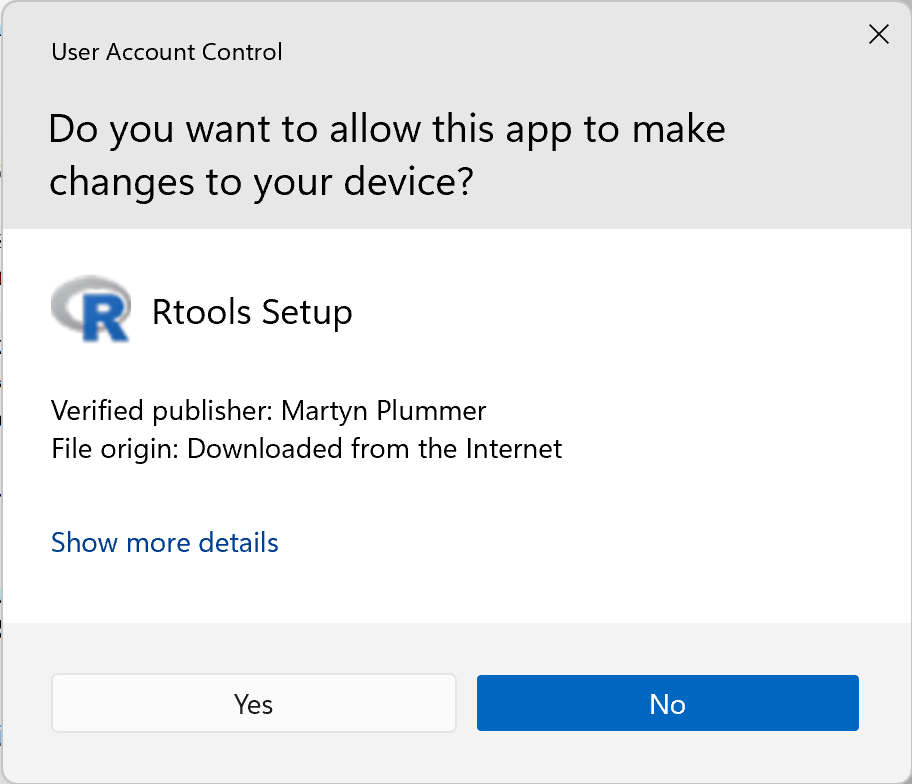 User Account Control
Do you want to allow this app to make
changes to your device?
R Rtools Setup
Verified publisher: Martyn Plummer
File origin: Downloaded from the Internet
Show more details
Yes No